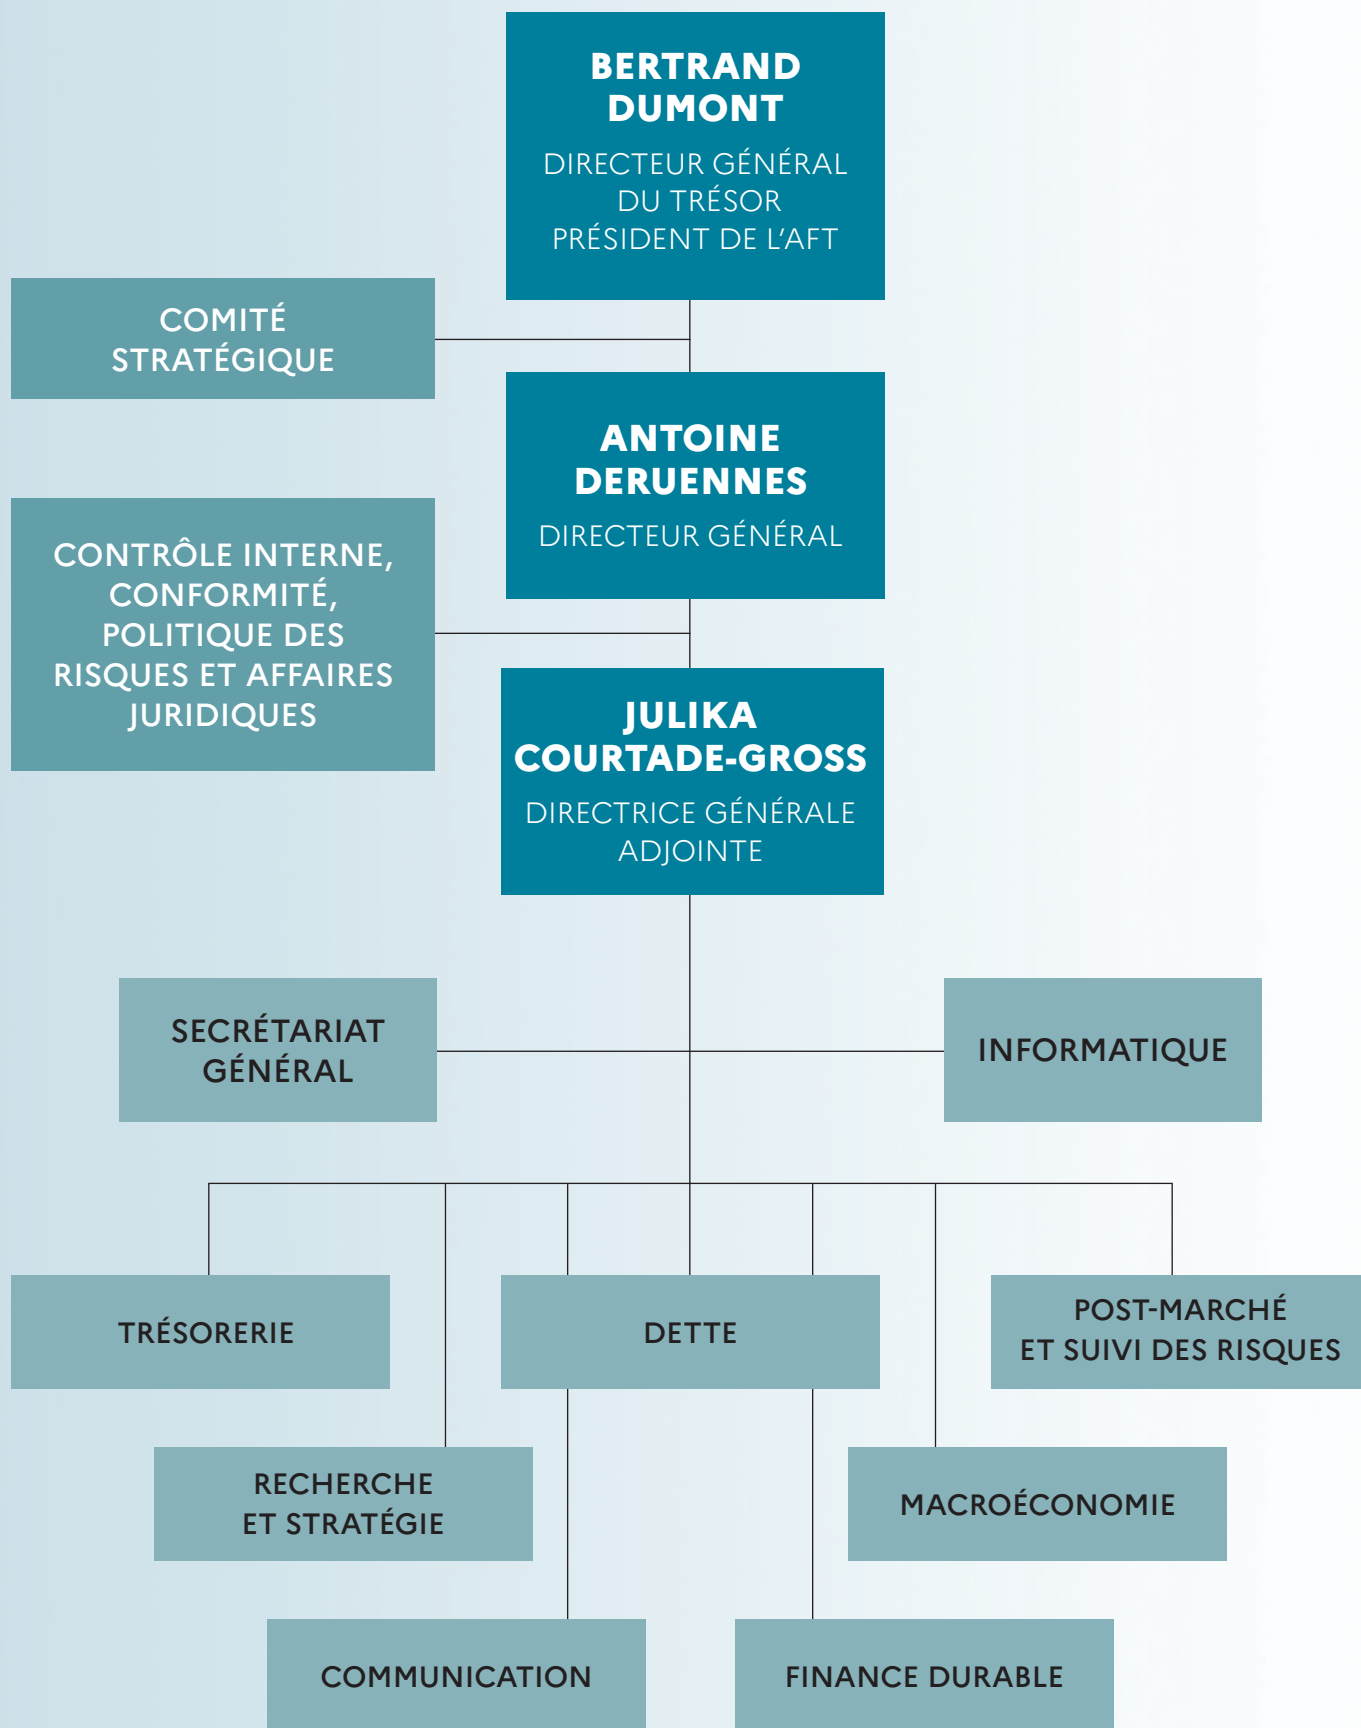 BERTRAND
DUMONT
DIRECTEUR GÉNÉRAL
DU TRÉSOR
PRÉSIDENT DE L’AFT
COMITÉ
STRATÉGIQUE
ANTOINE
DERUENNES
DIRECTEUR GÉNÉRAL
CONTRÔLE INTERNE,
CONFORMITÉ,
POLITIQUE DES
RISQUES ET AFFAIRES
JURIDIQUES
JULIKA
COURTADE-GROSS
DIRECTRICE GÉNÉRALE
ADJOINTE
SECRÉTARIAT
GÉNÉRAL
INFORMATIQUE
TRÉSORERIE
DETTE
POST-MARCHÉ
ET SUIVI DES RISQUES
RECHERCHE
ET STRATÉGIE
MACROÉCONOMIE
COMMUNICATION
FINANCE DURABLE